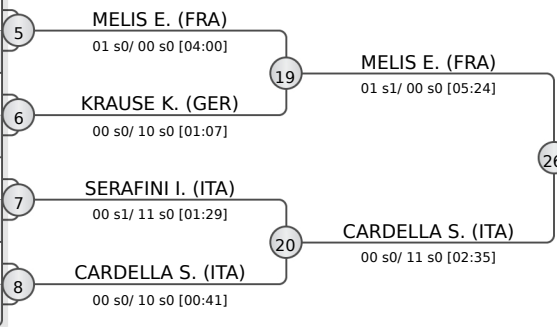 5
MELIS E. (FRA)
01 s0/ 00 s0 [04:00]
19
MELIS E. (FRA)
01 s1/ 00 s0 [05:24]
6
KRAUSE K. (GER)
00 s0/ 10 s0 [01:07]
26
7
SERAFINI I. (ITA)
00 s1/ 11 s0 [01:29]
20
CARDELLA S. (ITA)
00 s0/ 11 s0 [02:35]
8
CARDELLA S. (ITA)
00 s0/ 10 s0 [00:41]